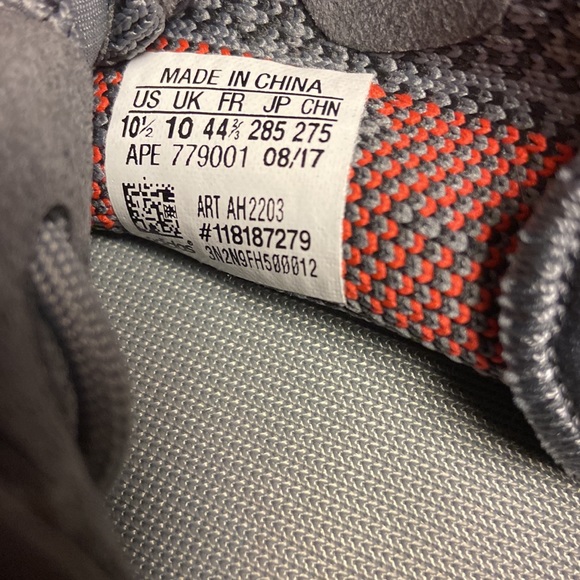 MADE IN CHINA
US UK FR JP CHN
10½ 10 44⅔ 285 275
APE 779001 08/17
ART AH2203
#118187279
3N2N9FH500012